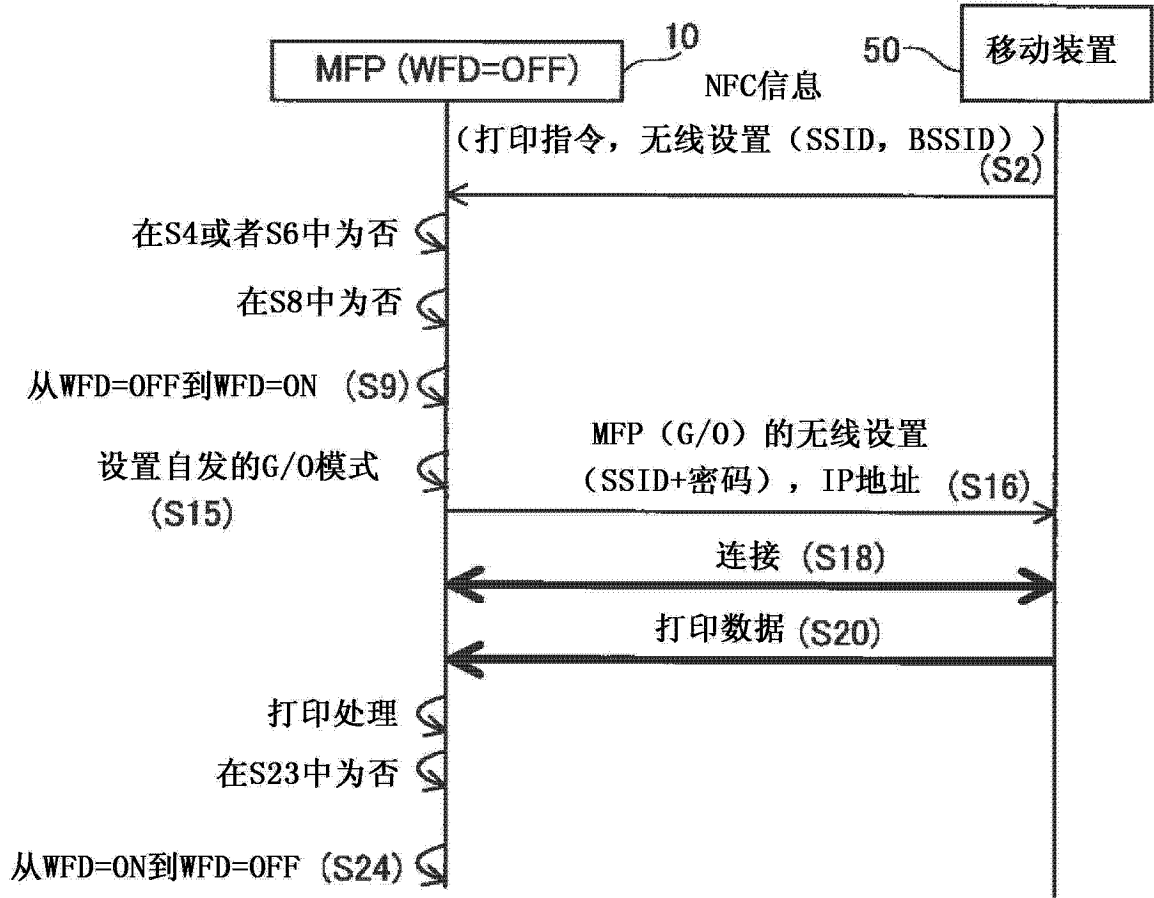 MFP (WFD=OFF)
10
50
移动装置
NFC信息
(打印指令，无线设置（SSID，BSSID）)
(S2)
在S4或者S6中为否
在S8中为否
从WFD=OFF到WFD=ON (S9)
设置自发的G/O模式
(S15)
MFP（G/O）的无线设置
（SSID+密码），IP地址 (S16)
连接 (S18)
打印数据 (S20)
打印处理
在S23中为否
从WFD=ON到WFD=OFF (S24)